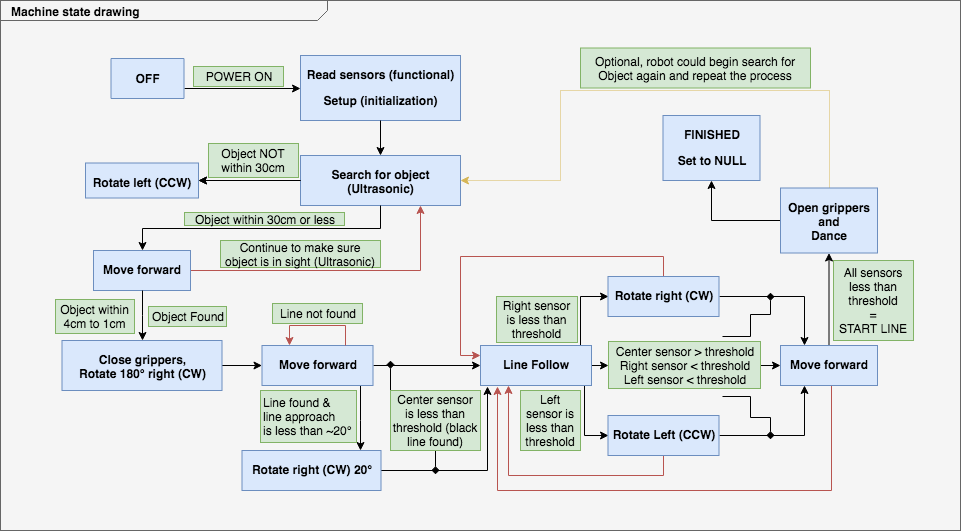 Machine state drawing
OFF
POWER ON
Read sensors (functional)
Setup (initialization)
Optional, robot could begin search for
Object again and repeat the process
FINISHED
Set to NULL
Object NOT
within 30cm
Rotate left (CCW)
Search for object
(Ultrasonic)
Open grippers
and
Dance
Object within 30cm or less
Continue to make sure
object is in sight (Ultrasonic)
Move forward
Object within
4cm to 1cm
Object Found
All sensors
less than
threshold
=
START LINE
Close grippers,
Rotate 180° right (CW)
Line not found
Move forward
Line found &
line approach
is less than ~20°
Rotate right (CW) 20°
Center sensor
is less than
threshold (black
line found)
Line Follow
Right sensor
is less than
threshold
Rotate right (CW)
Center sensor > threshold
Right sensor < threshold
Left sensor < threshold
Move forward
Left
sensor is
less than
threshold
Rotate Left (CCW)